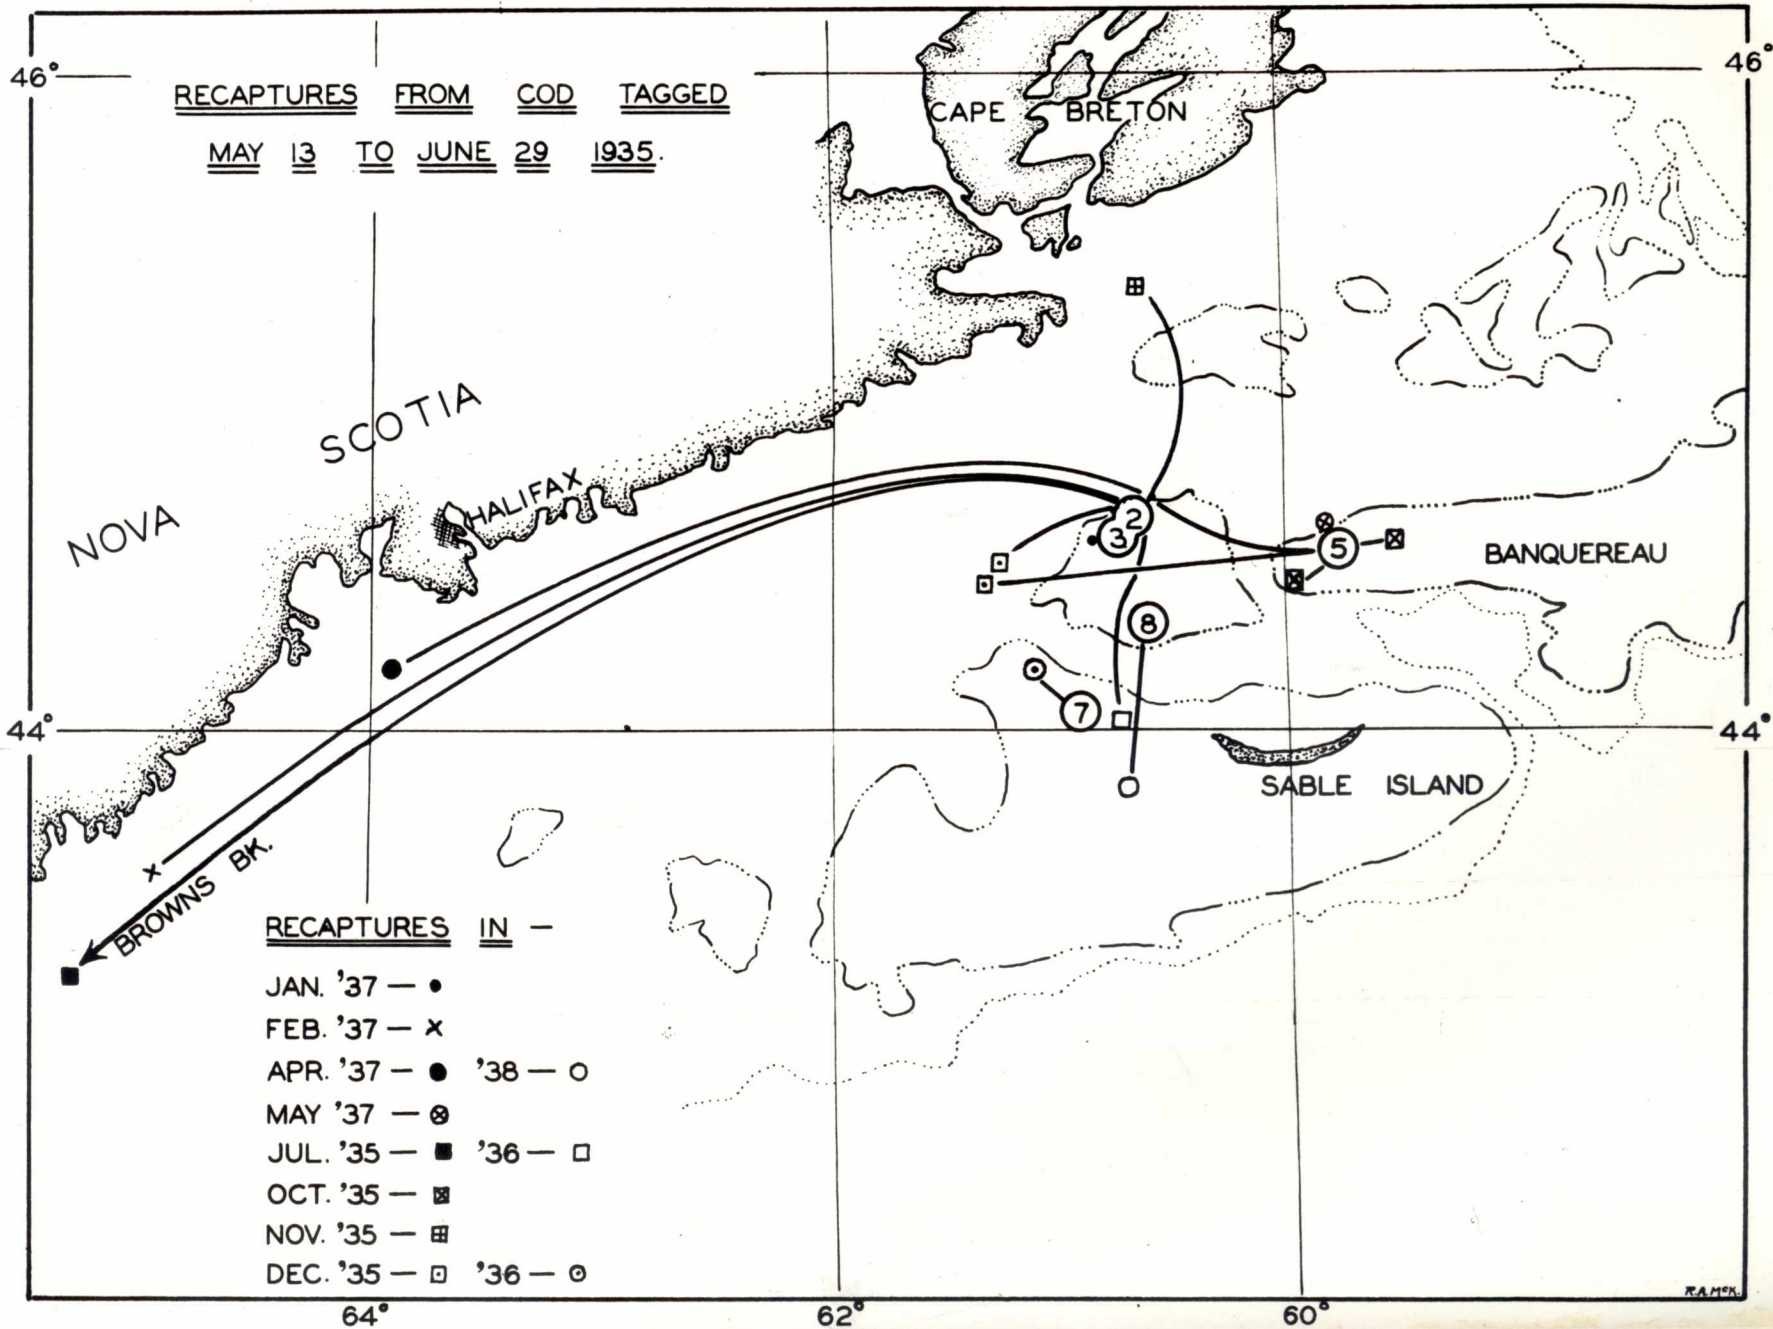 46° 46°
RECAPTURES FROM COD TAGGED
MAY 13 TO JUNE 29 1935.
CAPE BRETON
NOVA SCOTIA
HALIFAX
2
3
5
BANQUEREAU
8
7
44° 44°
SABLE ISLAND
BROWNS BK.
RECAPTURES IN –
JAN. '37 —
FEB. '37 —
APR. '37 — '38 —
MAY '37 —
JUL. '35 — '36 —
OCT. '35 —
NOV. '35 —
DEC. '35 — '36 —
R.A. McK.
64° 62° 60°